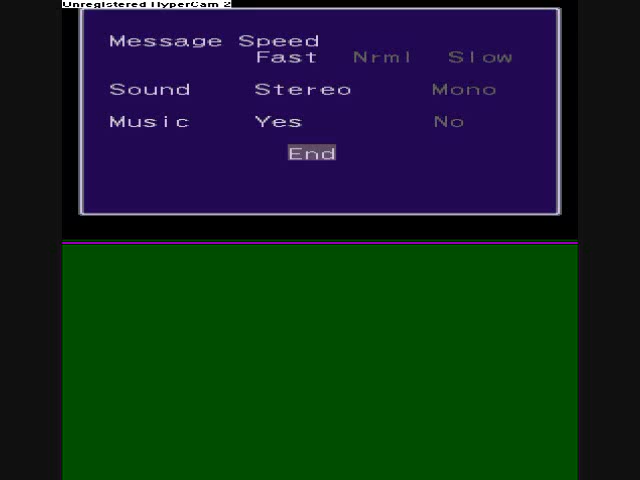 Unregistered HyperCam 2
Message Speed
Fast Nrml Slow
Sound Stereo Mono
Music Yes No
End